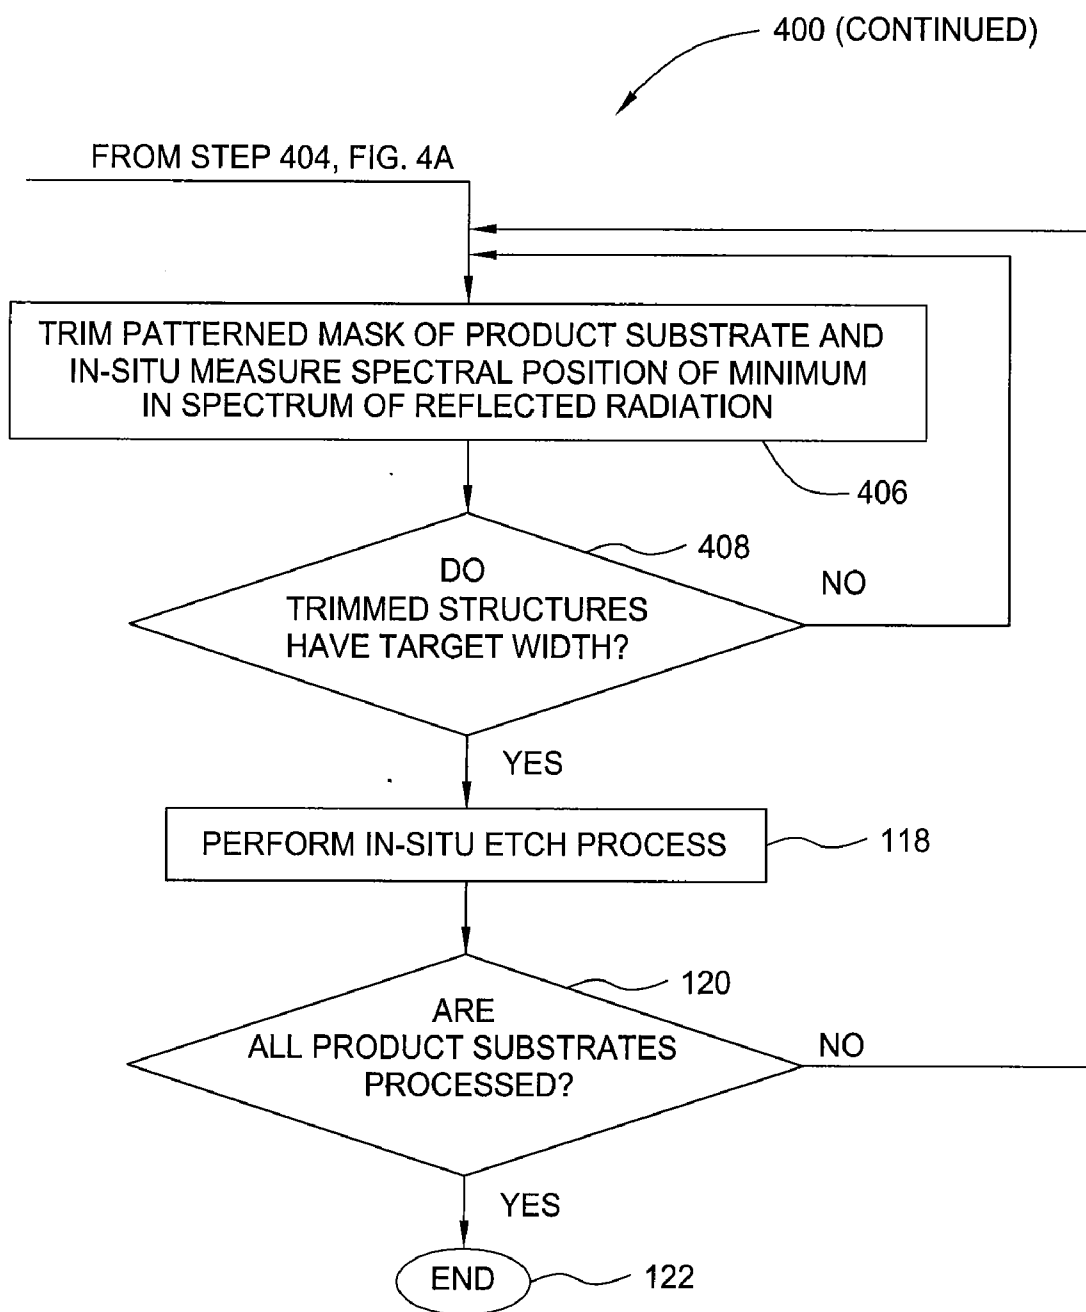 400 (CONTINUED)
FROM STEP 404, FIG. 4A
TRIM PATTERNED MASK OF PRODUCT SUBSTRATE AND
IN-SITU MEASURE SPECTRAL POSITION OF MINIMUM
IN SPECTRUM OF REFLECTED RADIATION
406
408
DO
TRIMMED STRUCTURES
HAVE TARGET WIDTH?
NO
YES
PERFORM IN-SITU ETCH PROCESS
118
120
ARE
ALL PRODUCT SUBSTRATES
PROCESSED?
NO
YES
END
122